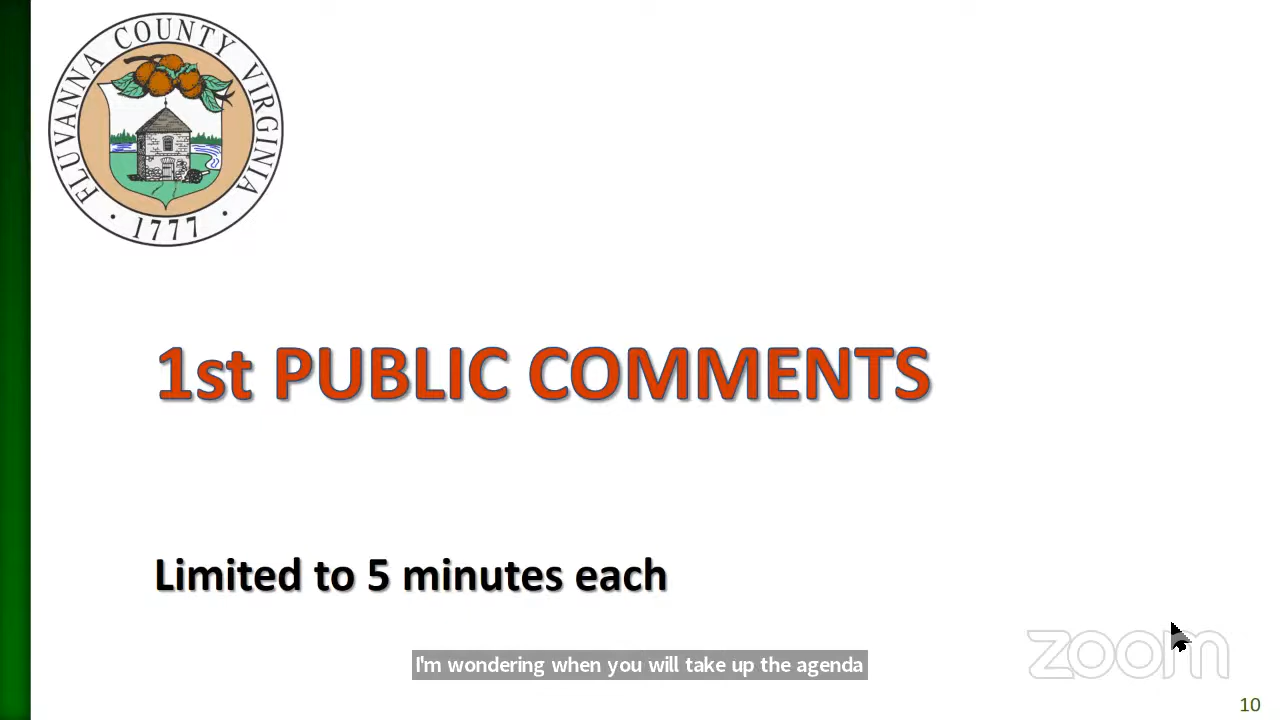 FLUVANNA COUNTY VIRGINIA
· 1777 ·
1st PUBLIC COMMENTS
Limited to 5 minutes each
I'm wondering when you will take up the agenda
zoom
10